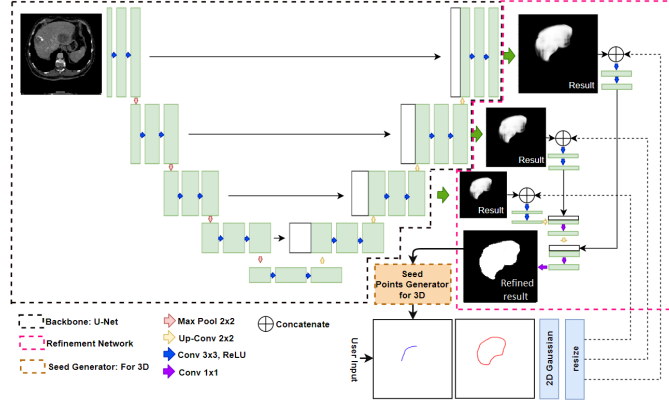 Result
Result
Result
Refined
result
Seed
Points Generator
for 3D
Backbone: U-Net
Refinement Network
Seed Generator: For 3D
Max Pool 2x2
Up-Conv 2x2
Conv 3x3, ReLU
Conv 1x1
Concatenate
User Input
2D Gaussian
resize